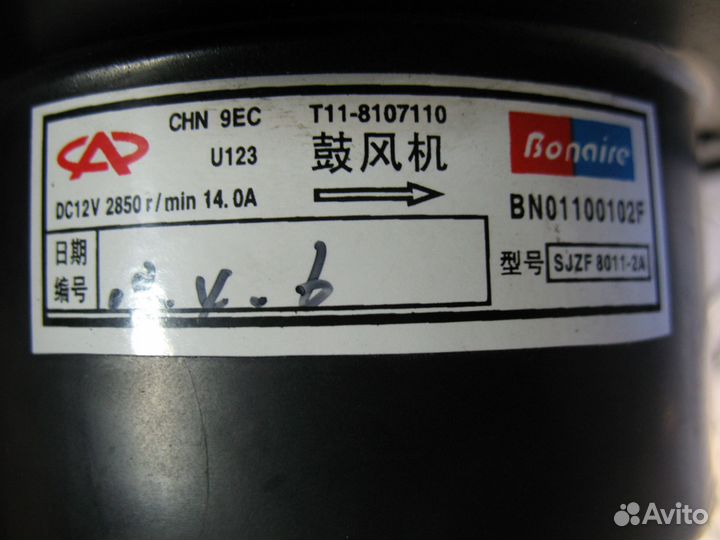 CAC
CHN 9EC T11-8107110 Bonaire
U123 鼓风机
DC12V 2850 r/min 14.0A BN01100102F
日期
编号
型号 SJZF 8011-2A
Avito